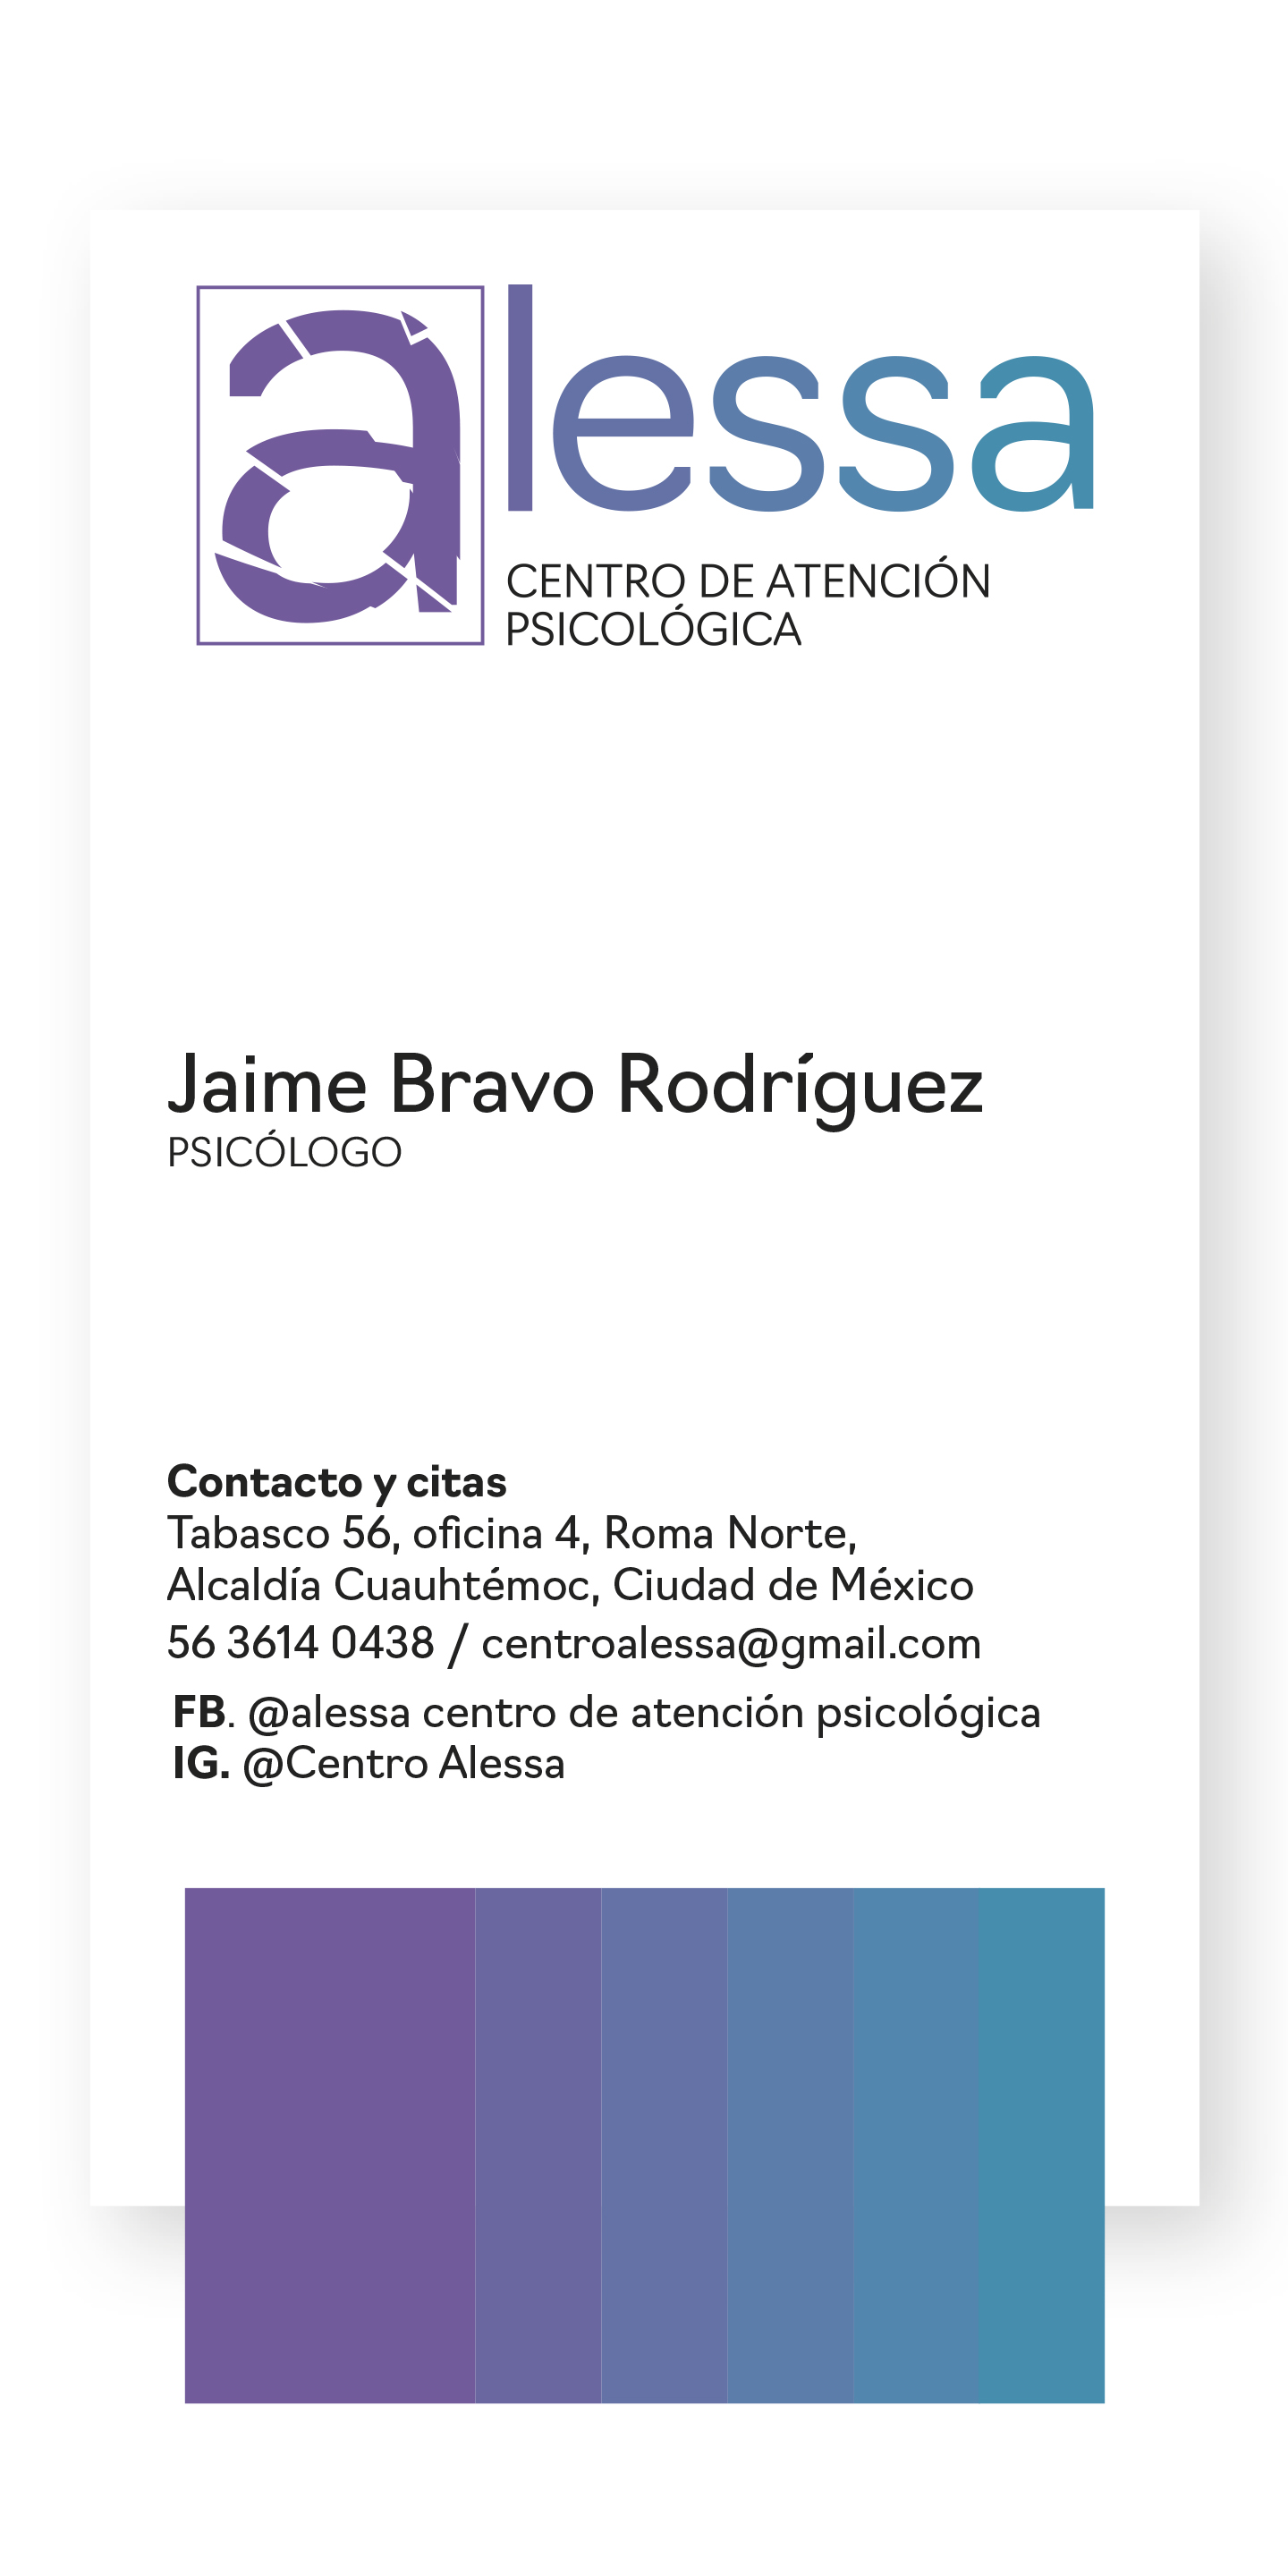 alessa
CENTRO DE ATENCIÓN
PSICOLÓGICA
Jaime Bravo Rodríguez
PSICÓLOGO
Contacto y citas
Tabasco 56, oficina 4, Roma Norte,
Alcaldía Cuauhtémoc, Ciudad de México
56 3614 0438 / centroalessa@gmail.com
FB. @alessa centro de atención psicológica
IG. @Centro Alessa